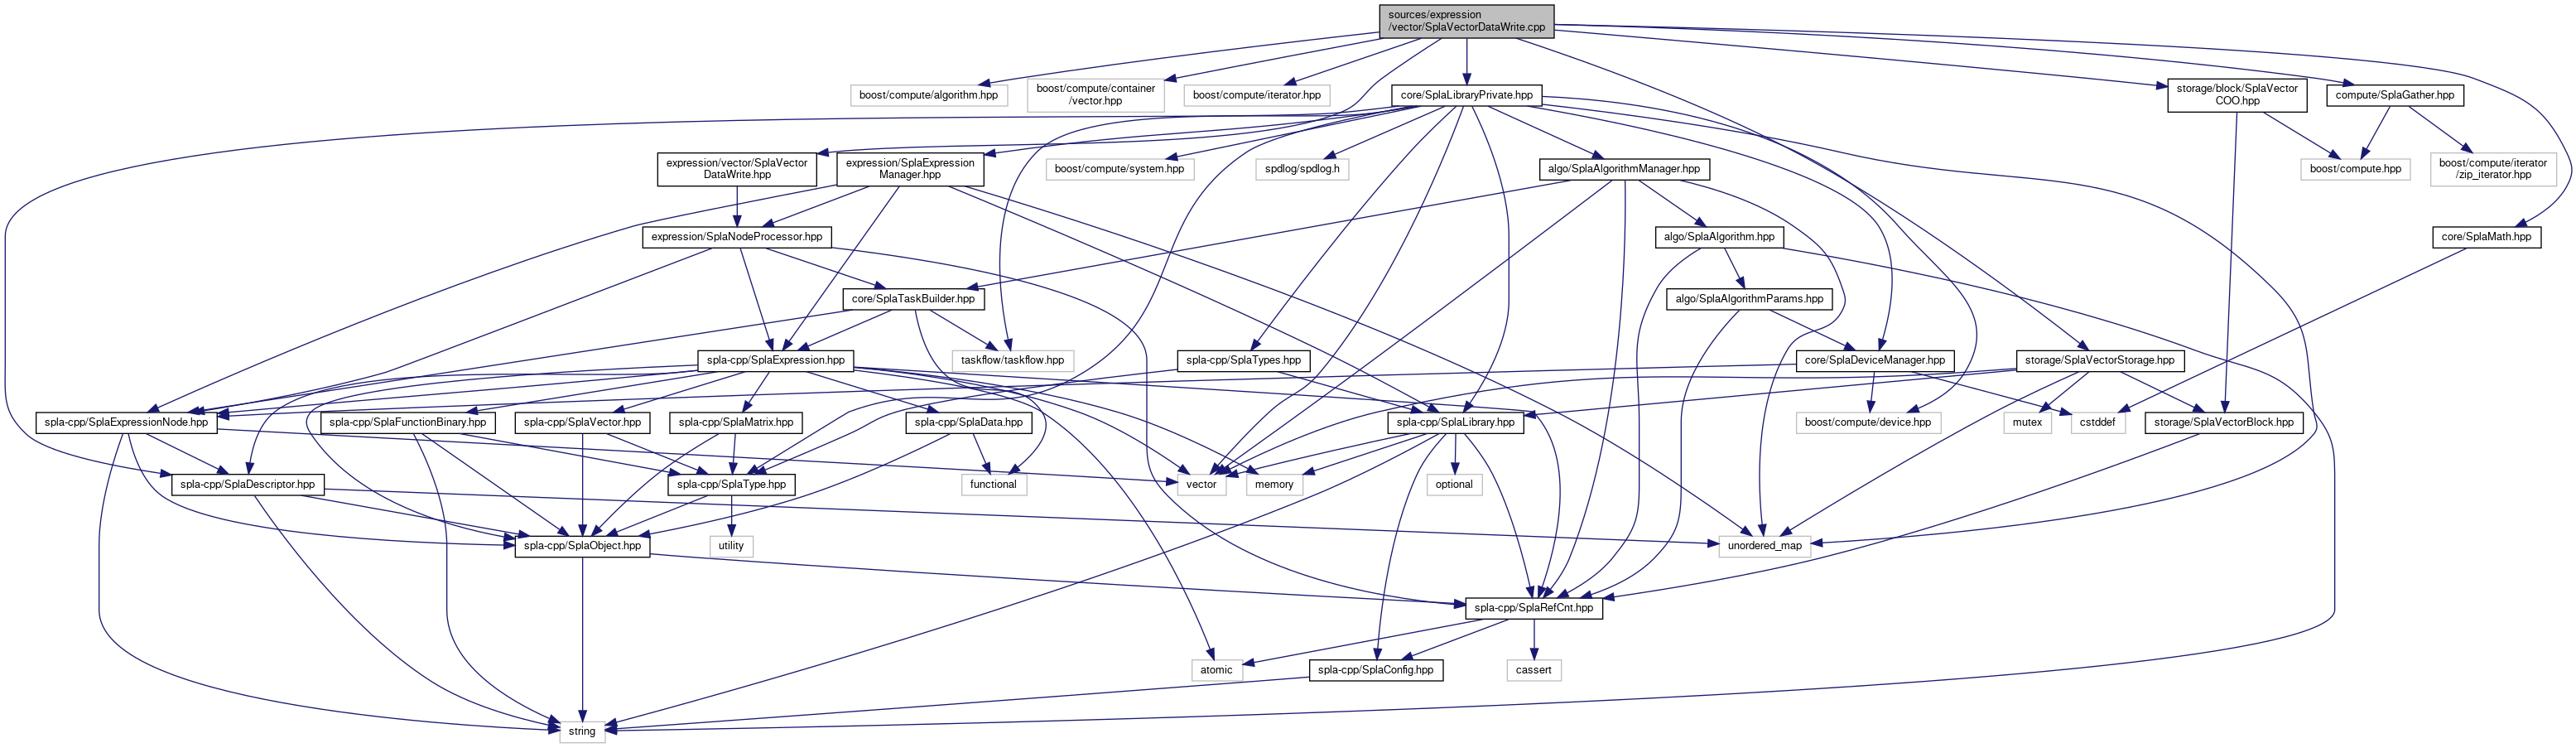 sources/expression
/vector/SplaVectorDataWrite.cpp
boost/compute/algorithm.hpp
boost/compute/container
/vector.hpp
boost/compute/iterator.hpp
core/SplaLibraryPrivate.hpp
storage/block/SplaVector
COO.hpp
compute/SplaGather.hpp
expression/vector/SplaVector
DataWrite.hpp
expression/SplaExpression
Manager.hpp
boost/compute/system.hpp
spdlog/spdlog.h
algo/SplaAlgorithmManager.hpp
boost/compute.hpp
boost/compute/iterator
/zip_iterator.hpp
expression/SplaNodeProcessor.hpp
algo/SplaAlgorithm.hpp
core/SplaMath.hpp
core/SplaTaskBuilder.hpp
algo/SplaAlgorithmParams.hpp
spla-cpp/SplaExpression.hpp
taskflow/taskflow.hpp
spla-cpp/SplaTypes.hpp
core/SplaDeviceManager.hpp
storage/SplaVectorStorage.hpp
spla-cpp/SplaExpressionNode.hpp
spla-cpp/SplaFunctionBinary.hpp
spla-cpp/SplaVector.hpp
spla-cpp/SplaMatrix.hpp
spla-cpp/SplaData.hpp
spla-cpp/SplaLibrary.hpp
boost/compute/device.hpp
mutex
cstddef
storage/SplaVectorBlock.hpp
spla-cpp/SplaDescriptor.hpp
spla-cpp/SplaType.hpp
functional
vector
memory
optional
spla-cpp/SplaObject.hpp
utility
unordered_map
spla-cpp/SplaRefCnt.hpp
atomic
spla-cpp/SplaConfig.hpp
cassert
string